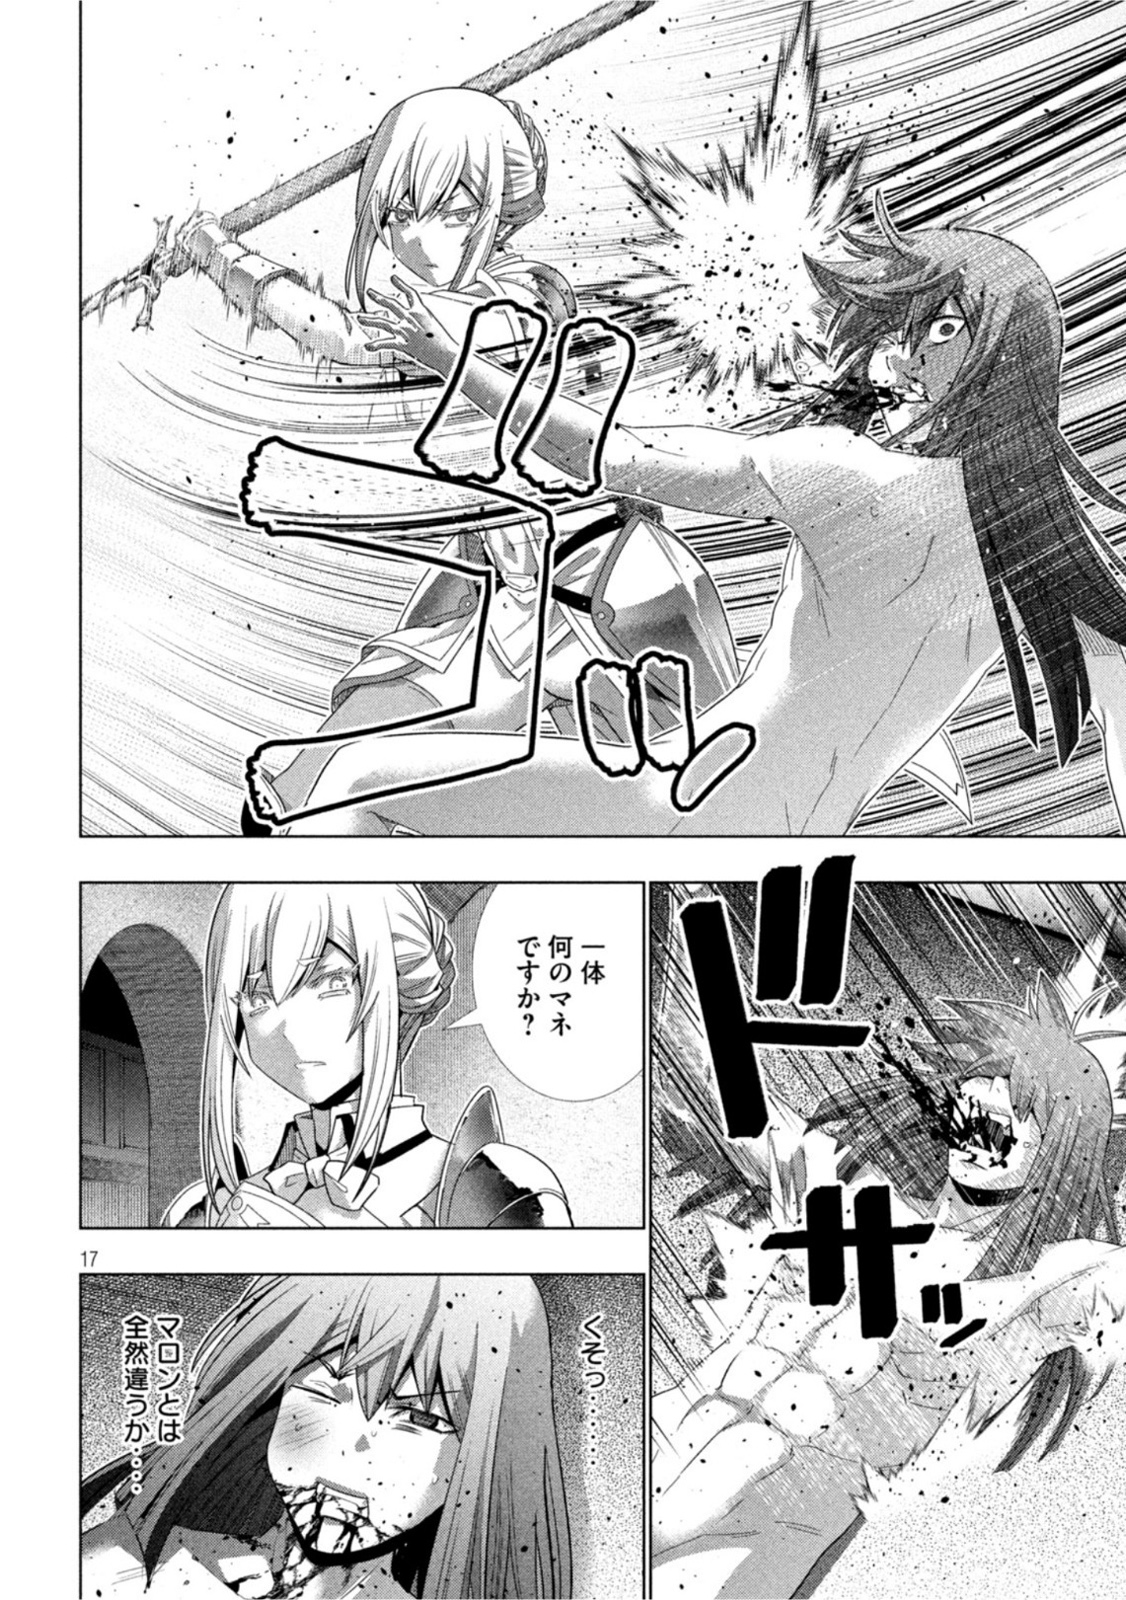 ゴッ
ドッ
一体
何のマネ
ですか？
くそっ……
マロンとは
全然違うか……
17